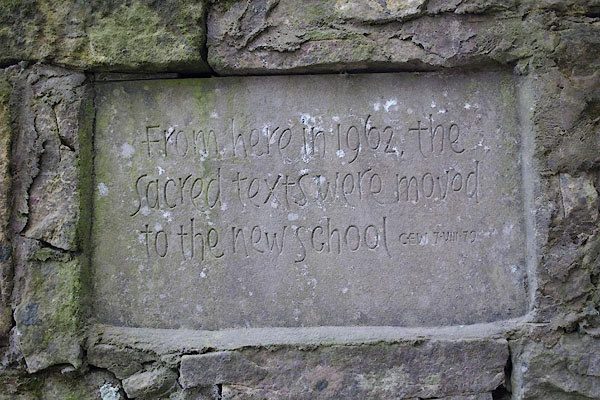 From here in 1962, the
sacred texts were moved
to the new school